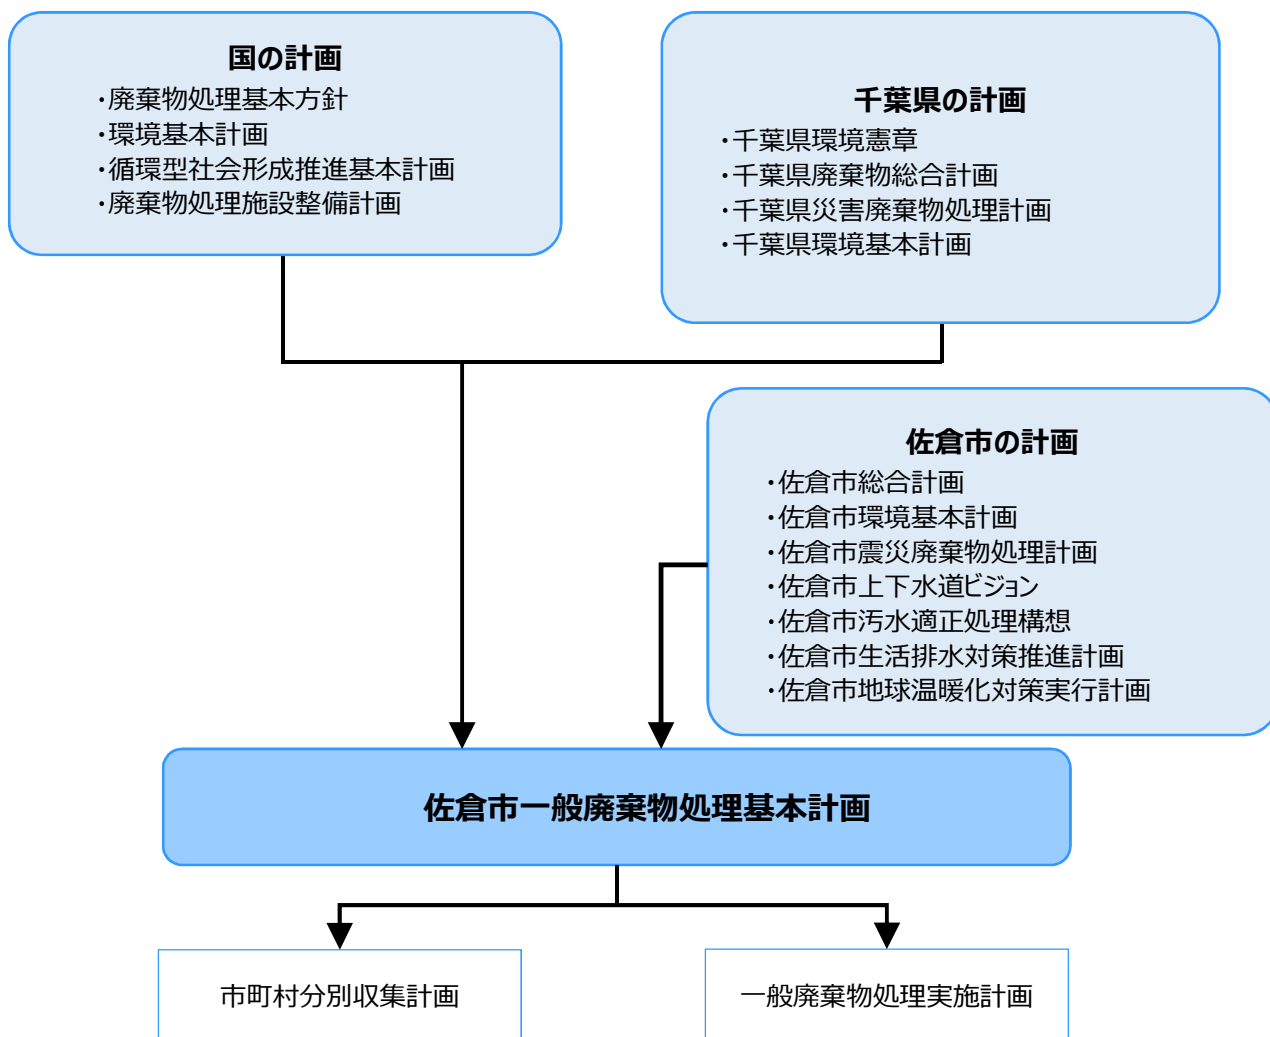 国の計画
・廃棄物処理基本方針
・環境基本計画
・循環型社会形成推進基本計画
・廃棄物処理施設整備計画
千葉県の計画
・千葉県環境憲章
・千葉県廃棄物総合計画
・千葉県災害廃棄物処理計画
・千葉県環境基本計画
佐倉市の計画
・佐倉市総合計画
・佐倉市環境基本計画
・佐倉市震災廃棄物処理計画
・佐倉市上下水道ビジョン
・佐倉市汚水適正処理構想
・佐倉市生活排水対策推進計画
・佐倉市地球温暖化対策実行計画
佐倉市一般廃棄物処理基本計画
市町村分別収集計画
一般廃棄物処理実施計画